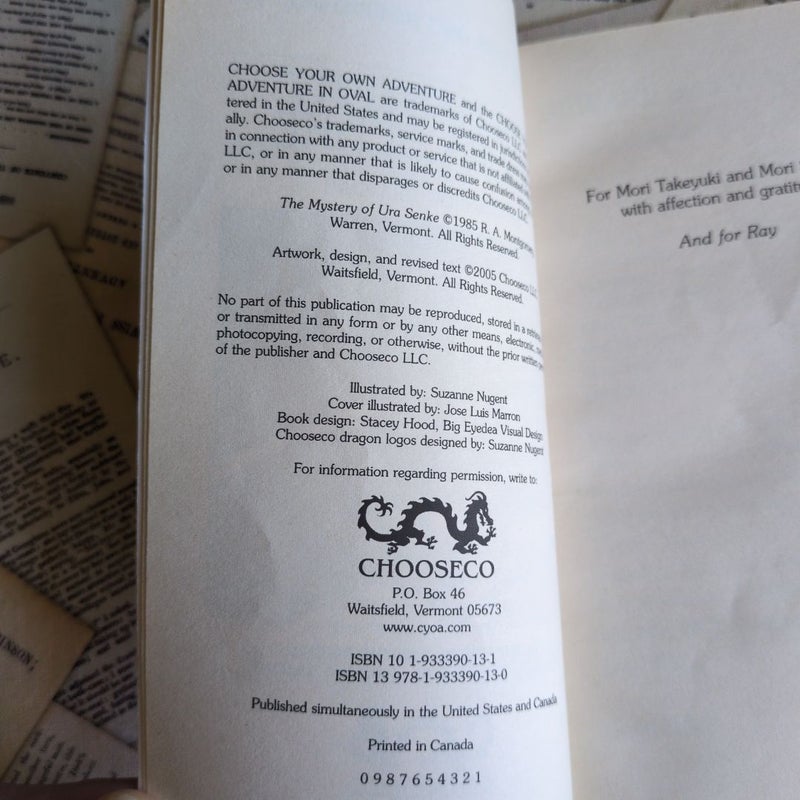 CHOOSE YOUR OWN ADVENTURE and the CHOOSE
ADVENTURE IN OVAL are trademarks of Chooseco LLC
tered in the United States and may be registered in jurisdictions
ally. Chooseco's trademarks, service marks, and trade dress
in connection with any product or service that is not affiliated
LLC, or in any manner that is likely to cause confusion among
or in any manner that disparages or discredits Chooseco LLC.
The Mystery of Ura Senke ©1985 R. A. Montgomery
Warren, Vermont. All Rights Reserved.
Artwork, design, and revised text ©2005 Chooseco LLC
Waitsfield, Vermont. All Rights Reserved.
No part of this publication may be reproduced, stored in a
or transmitted in any form or by any other means, electronic,
photocopying, recording, or otherwise, without the prior written
of the publisher and Chooseco LLC.
Illustrated by: Suzanne Nugent
Cover illustrated by: Jose Luis Marron
Book design: Stacey Hood, Big Eyedea Visual Design
Chooseco dragon logos designed by: Suzanne Nugent
For information regarding permission, write to:
CHOOSECO
P.O. Box 46
Waitsfield, Vermont 05673
www.cyoa.com
ISBN 10 1-933390-13-1
ISBN 13 978-1-933390-13-0
Published simultaneously in the United States and Canada
Printed in Canada
0 9 8 7 6 5 4 3 2 1
For Mori Takeyuki and Mori
with affection and gratitu
And for Ray